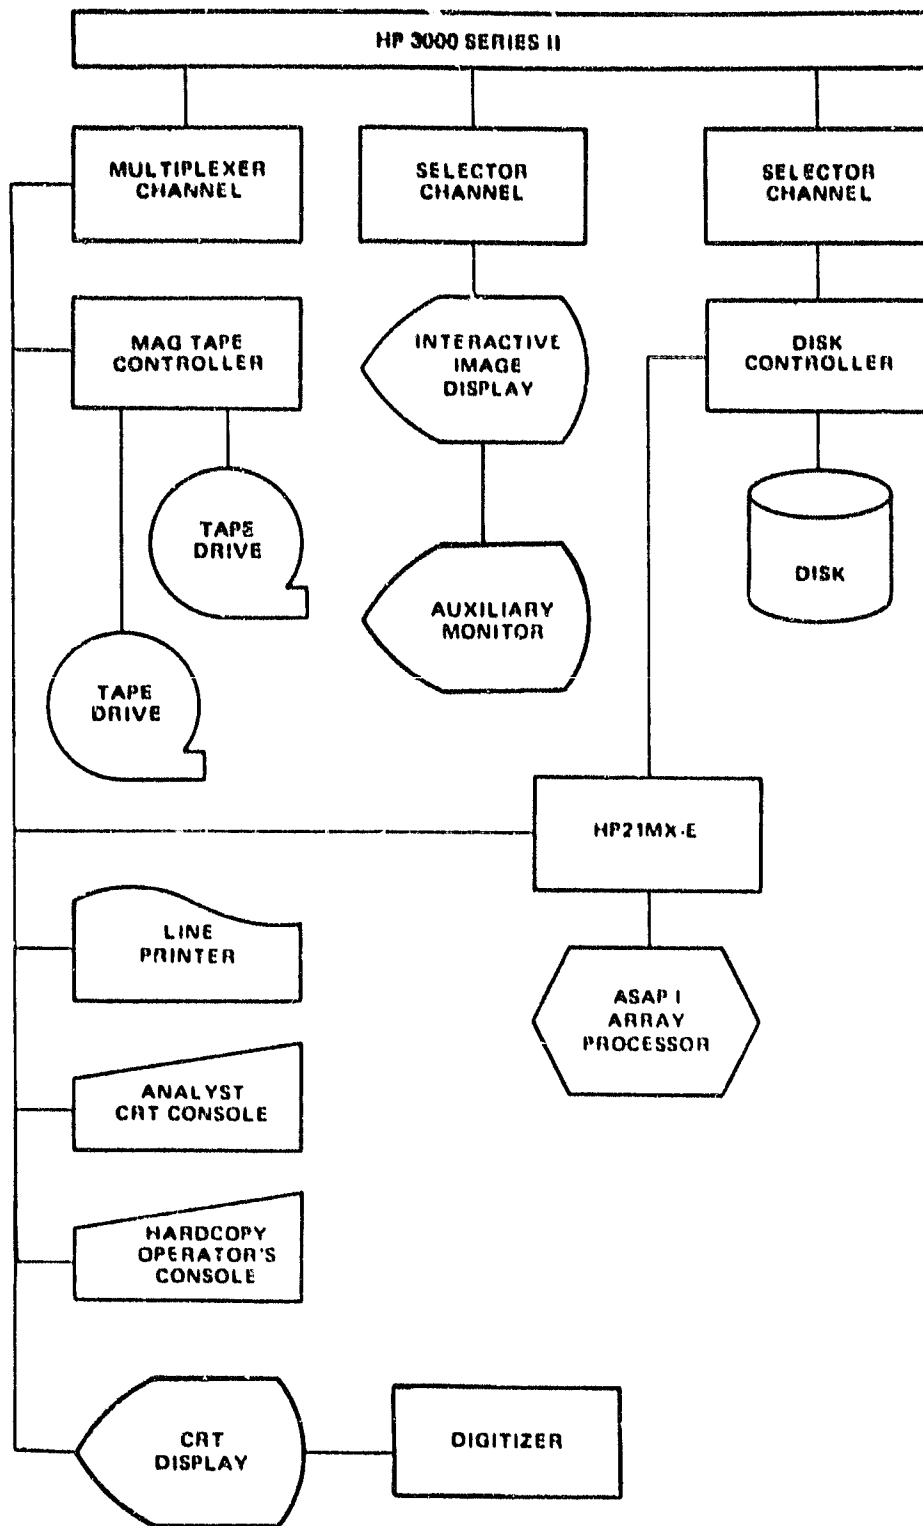 HP 3000 SERIES II
MULTIPLEXER
CHANNEL
SELECTOR
CHANNEL
SELECTOR
CHANNEL
MAG TAPE
CONTROLLER
INTERACTIVE
IMAGE
DISPLAY
DISK
CONTROLLER
TAPE
DRIVE
DISK
AUXILIARY
MONITOR
TAPE
DRIVE
HP21MX-E
LINE
PRINTER
ASAP I
ARRAY
PROCESSOR
ANALYST
CRT CONSOLE
HARDCOPY
OPERATOR'S
CONSOLE
CRT
DISPLAY
DIGITIZER